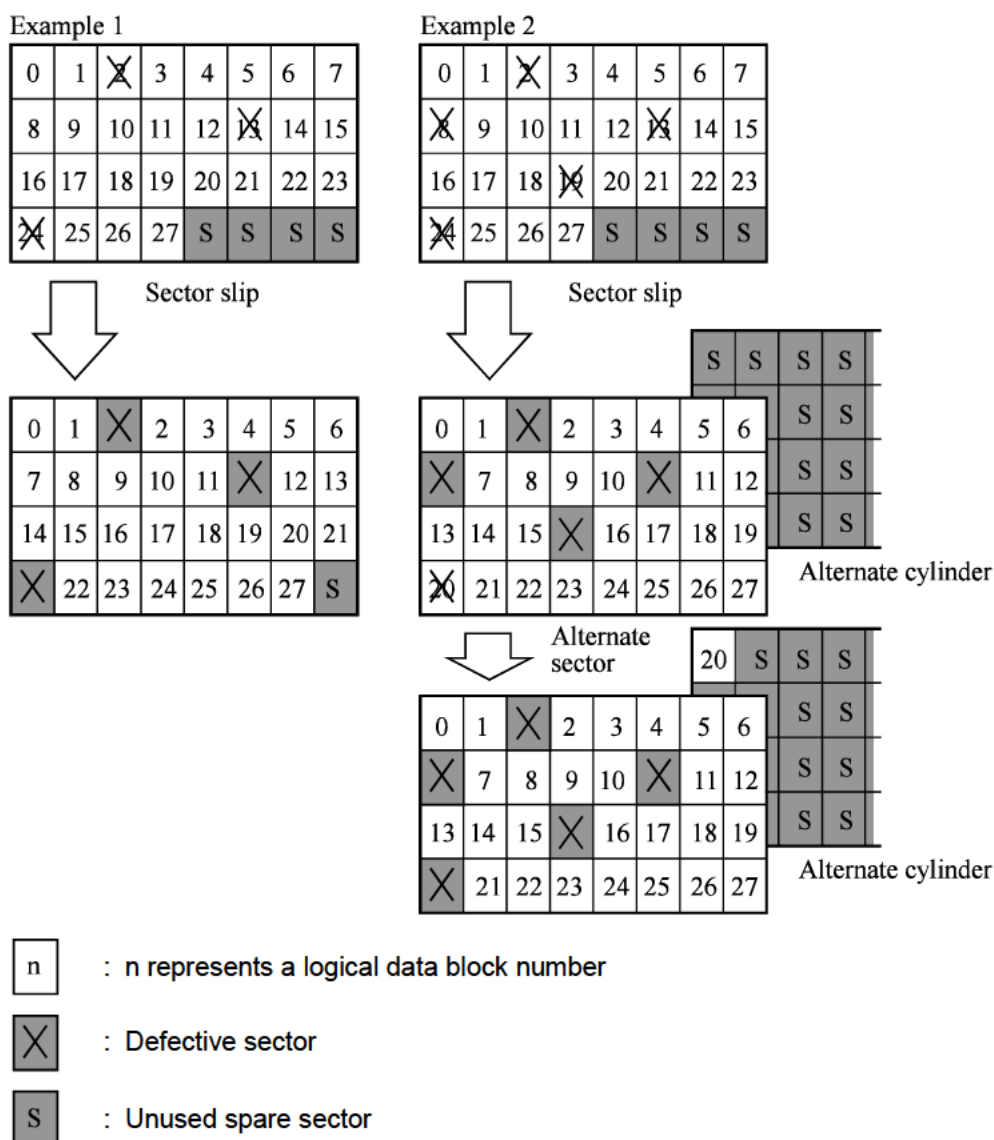 Example 1
Example 2
0 1 2 3 4 5 6 7
8 9 10 11 12 13 14 15
16 17 18 19 20 21 22 23
24 25 26 27 S S S S
0 1 2 3 4 5 6 7
8 9 10 11 12 13 14 15
16 17 18 19 20 21 22 23
24 25 26 27 S S S S
Sector slip
Sector slip
0 1 X 2 3 4 5 6
7 8 9 10 11 X 12 13
14 15 16 17 18 19 20 21
X 22 23 24 25 26 27 S
S S S S
S S
S S
S S
0 1 X 2 3 4 5 6
X 7 8 9 10 X 11 12
13 14 15 X 16 17 18 19
20 21 22 23 24 25 26 27
Alternate cylinder
Alternate
sector
20 S S S
S S
S S
S S
0 1 X 2 3 4 5 6
X 7 8 9 10 X 11 12
13 14 15 X 16 17 18 19
X 21 22 23 24 25 26 27
Alternate cylinder
n : n represents a logical data block number
X : Defective sector
S : Unused spare sector